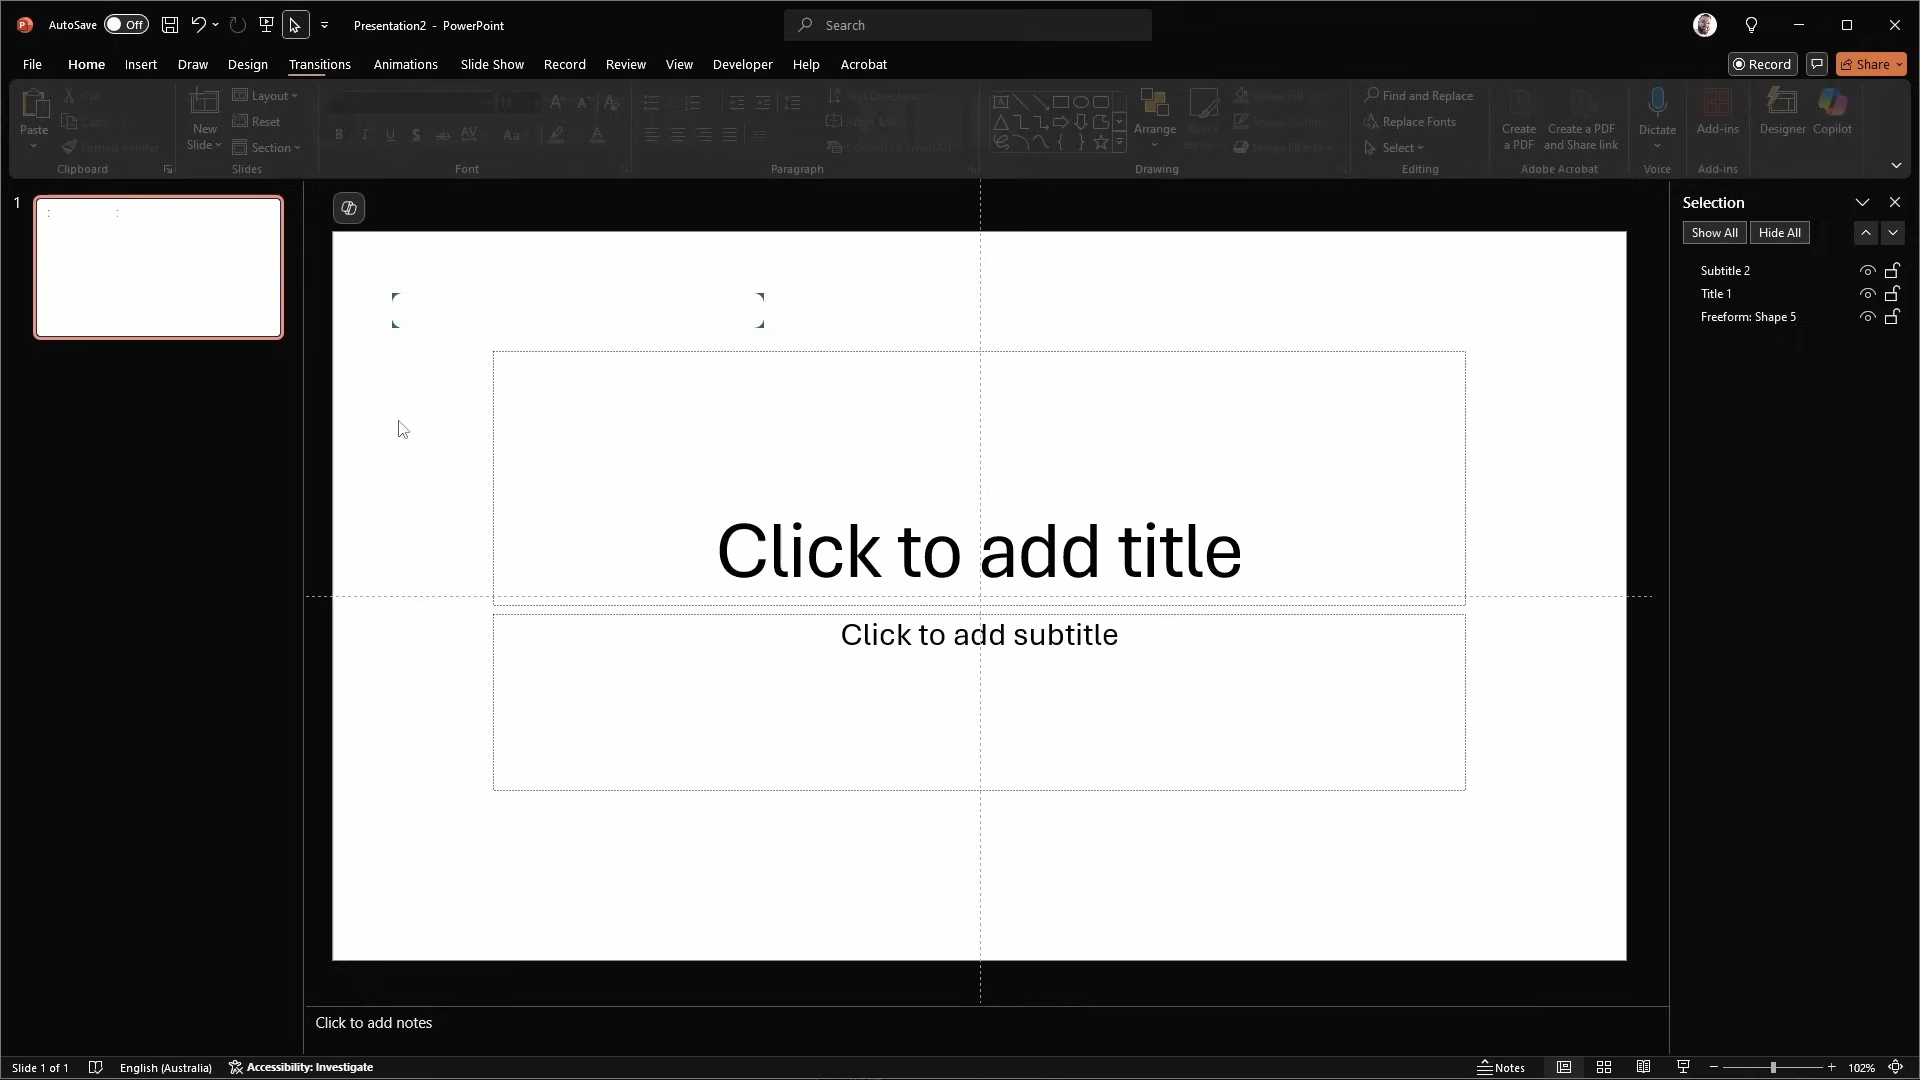 AutoSave Off Presentation2 - PowerPoint Search
File Home Insert Draw Design Transitions Animations Slide Show Record Review View Developer Help Acrobat Record Share
Paste
Cut
Copy
Format Painter
Clipboard
New Slide
Layout
Reset
Section
Slides
Font
Paragraph
Arrange
Drawing
Find and Replace
Replace Fonts
Select
Editing
Create a PDF
Create a PDF and Share link
Adobe Acrobat
Dictate
Voice
Add-ins
Add-ins
Designer
Copilot
1
Click to add title
Click to add subtitle
Click to add notes
Selection
Show All Hide All
Subtitle 2
Title 1
Freeform: Shape 5
Slide 1 of 1 English (Australia) Accessibility: Investigate Notes 102%